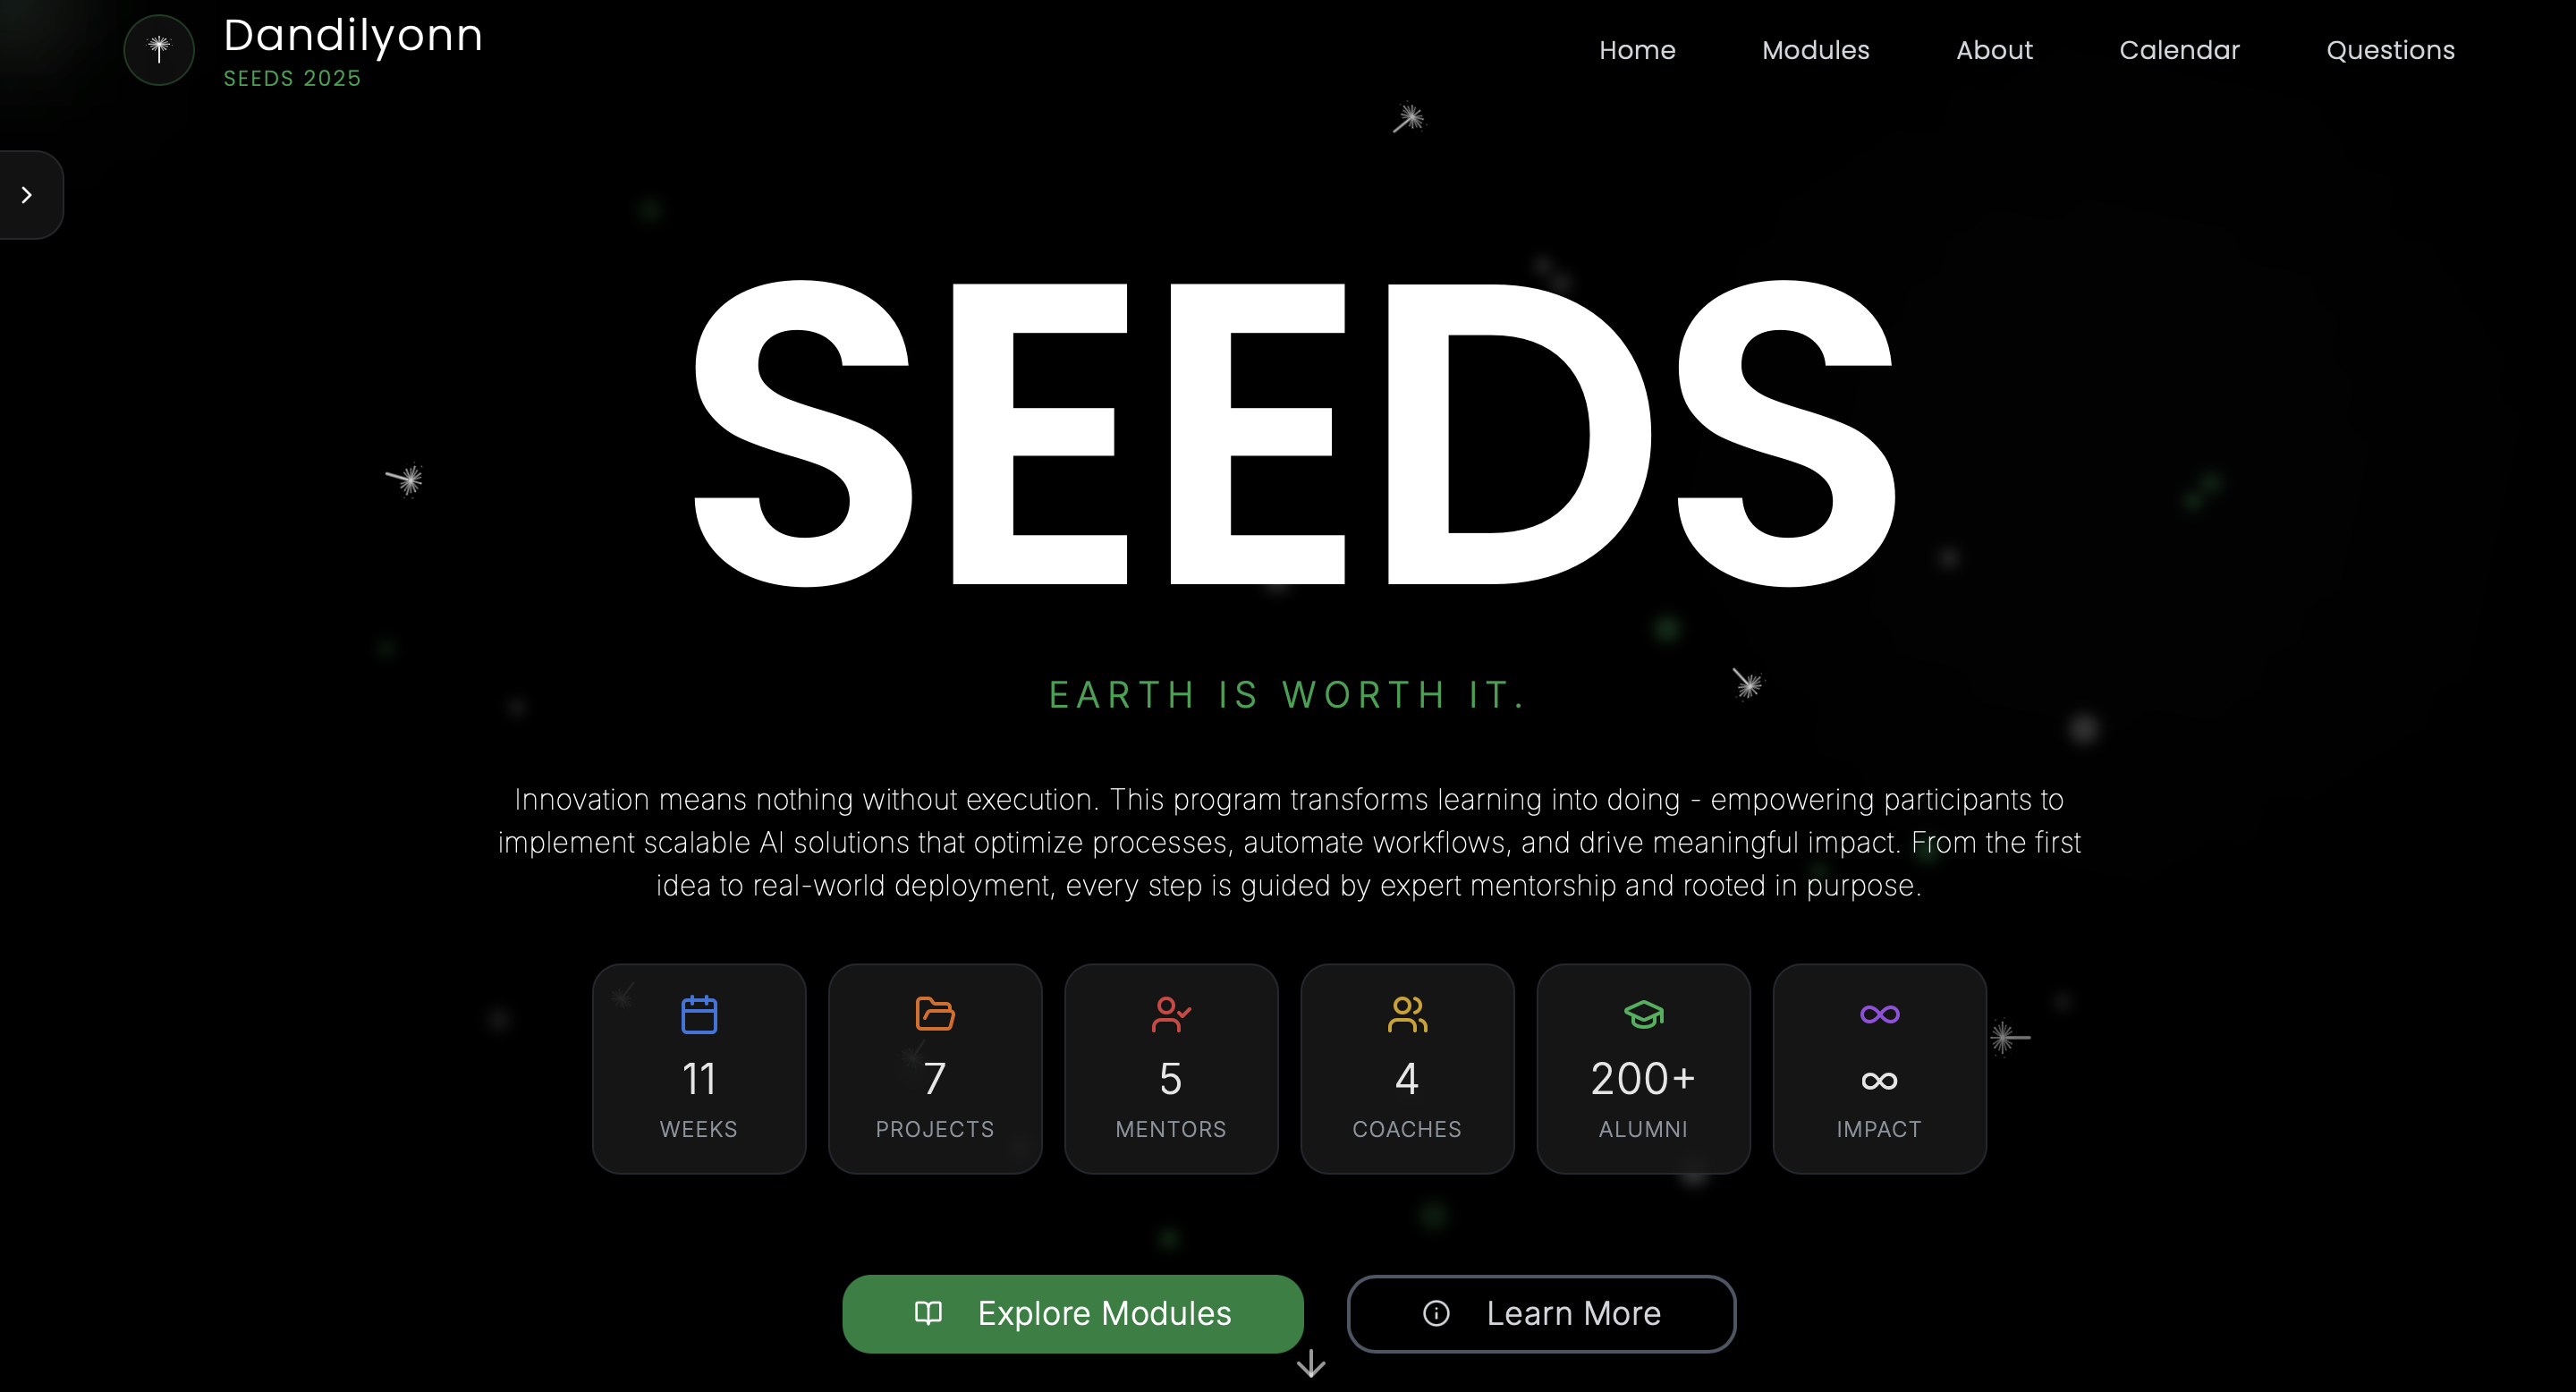 Dandilyonn
SEEDS 2025
Home Modules About Calendar Questions
SEEDS
EARTH IS WORTH IT.
Innovation means nothing without execution. This program transforms learning into doing - empowering participants to
implement scalable AI solutions that optimize processes, automate workflows, and drive meaningful impact. From the first
idea to real-world deployment, every step is guided by expert mentorship and rooted in purpose.
11
WEEKS
7
PROJECTS
5
MENTORS
4
COACHES
200+
ALUMNI
∞
IMPACT
Explore Modules
Learn More